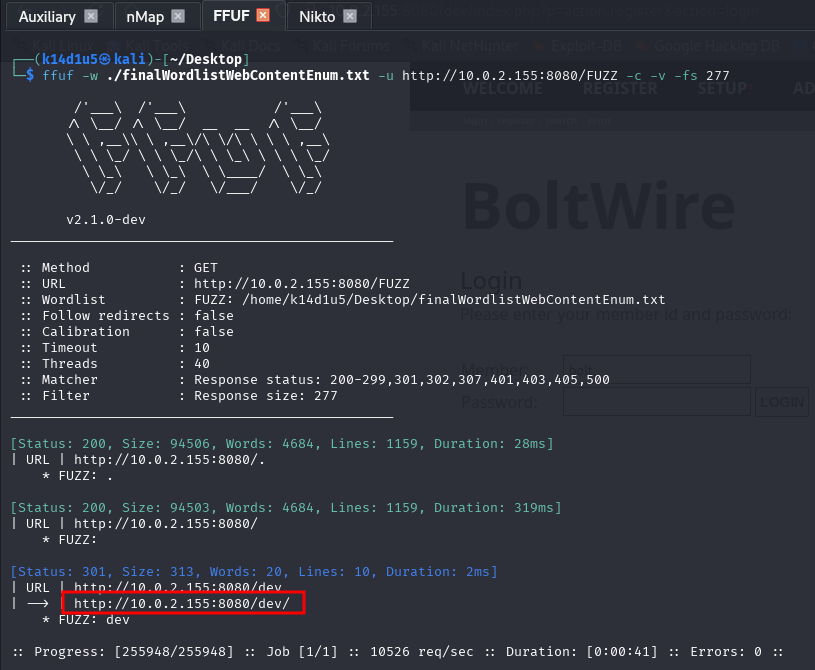 Auxiliary nMap FFUF Nikto
(k14d1u5㉿kali)-[~/Desktop]
$ ffuf -w ./finalWordlistWebContentEnum.txt -u http://10.0.2.155:8080/FUZZ -c -v -fs 277
WELCOME REGISTER SETUP AD
BoltWire
v2.1.0-dev
:: Method : GET
:: URL : http://10.0.2.155:8080/FUZZ
:: Wordlist : FUZZ: /home/k14d1u5/Desktop/finalWordlistWebContentEnum.txt
:: Follow redirects : false
:: Calibration : false
:: Timeout : 10
:: Threads : 40
:: Matcher : Response status: 200-299,301,302,307,401,403,405,500
:: Filter : Response size: 277
Login
Please enter your member id and password:
Member:
Password: LOGIN
[Status: 200, Size: 94506, Words: 4684, Lines: 1159, Duration: 28ms]
| URL | http://10.0.2.155:8080/.
* FUZZ: .
[Status: 200, Size: 94503, Words: 4684, Lines: 1159, Duration: 319ms]
| URL | http://10.0.2.155:8080/
* FUZZ:
[Status: 301, Size: 313, Words: 20, Lines: 10, Duration: 2ms]
| URL | http://10.0.2.155:8080/dev
| --> | http://10.0.2.155:8080/dev/
* FUZZ: dev
:: Progress: [255948/255948] :: Job [1/1] :: 10526 req/sec :: Duration: [0:00:41] :: Errors: 0 ::